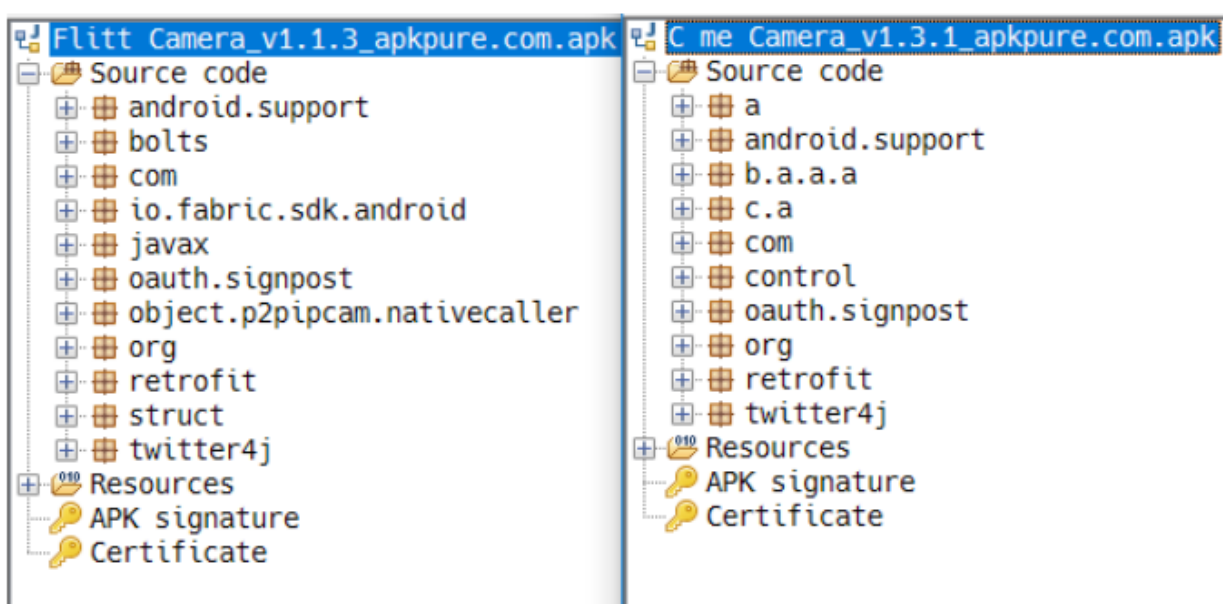 Flitt Camera_v1.1.3_apkpure.com.apk
Source code
android.support
bolts
com
io.fabric.sdk.android
javax
oauth.signpost
object.p2pipcam.nativecaller
org
retrofit
struct
twitter4j
Resources
APK signature
Certificate
C me Camera_v1.3.1_apkpure.com.apk
Source code
a
android.support
b.a.a.a
c.a
com
control
oauth.signpost
org
retrofit
twitter4j
Resources
APK signature
Certificate